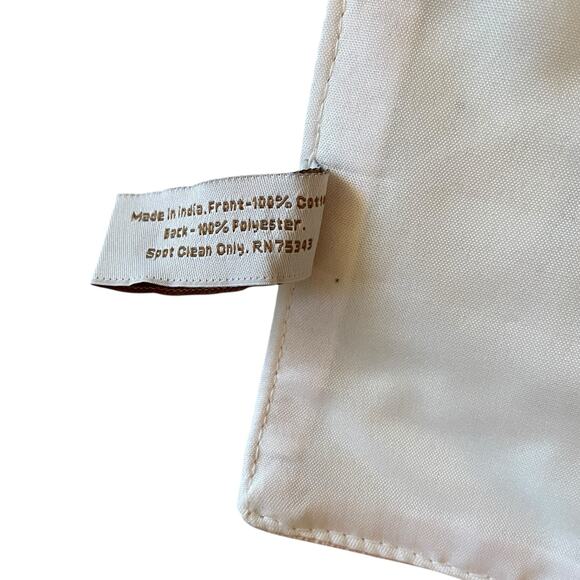 Made in india. Front-100% Cott
Back - 100% Polyester.
Spot Clean Only. RN 75343